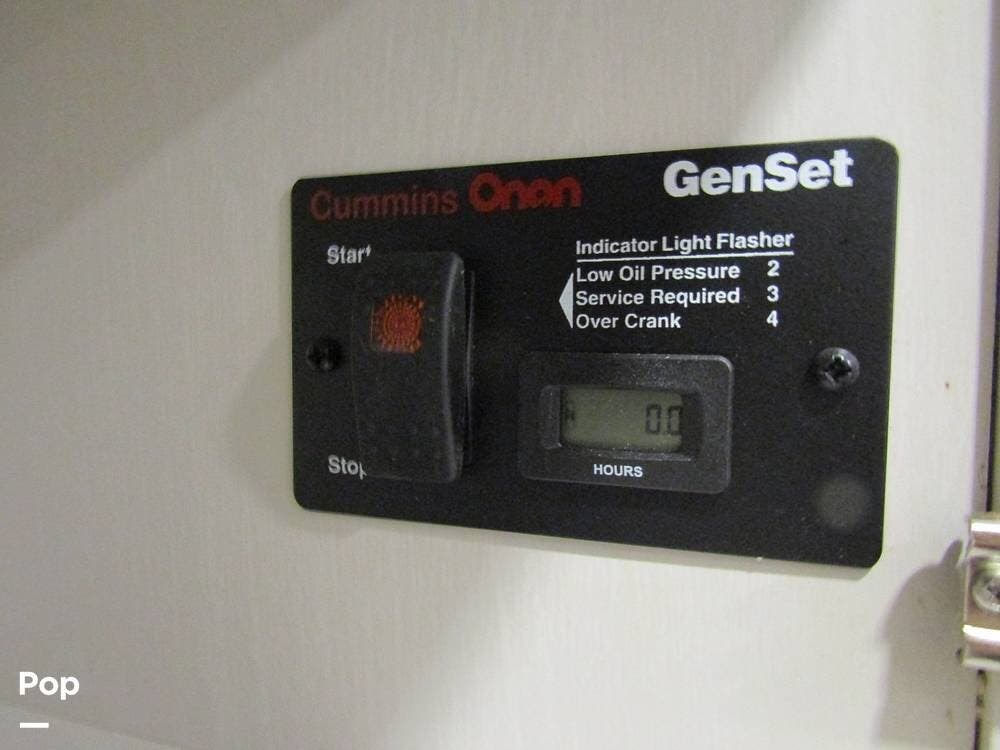 Cummins Onan
GenSet
Start
Stop
Indicator Light Flasher
Low Oil Pressure 2
Service Required 3
Over Crank 4
0.0
HOURS
Pop